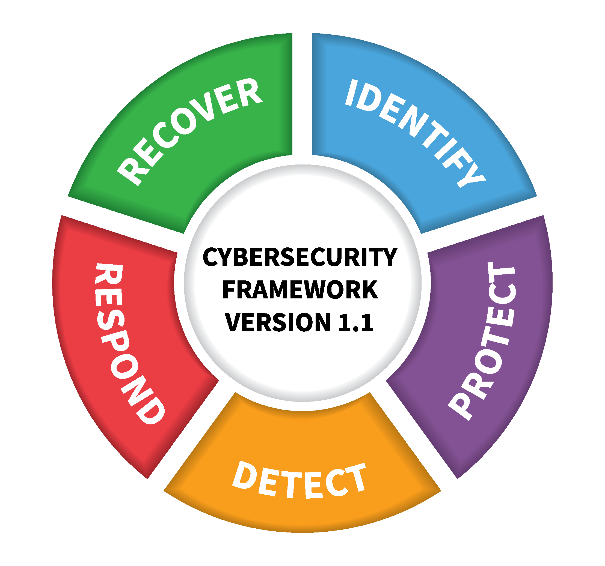 RECOVER
IDENTIFY
PROTECT
DETECT
RESPOND
CYBERSECURITY
FRAMEWORK
VERSION 1.1